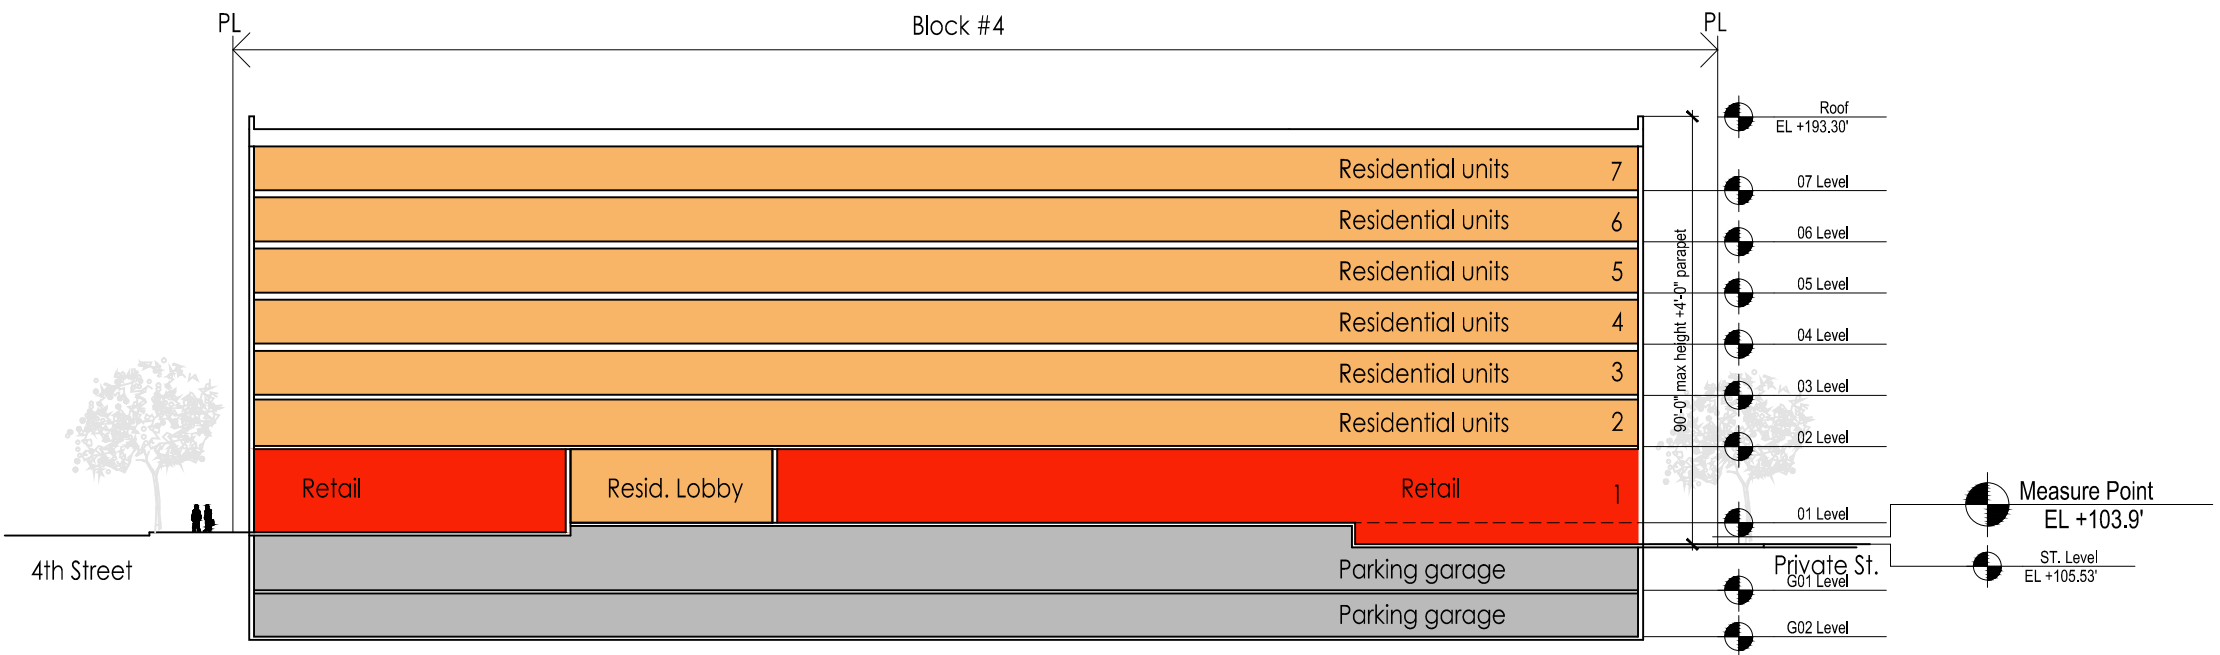 PL
Block #4
PL
Roof
EL +193.30'
Residential units 7
07 Level
Residential units 6
06 Level
Residential units 5
05 Level
Residential units 4
04 Level
Residential units 3
03 Level
Residential units 2
02 Level
90'-0" max height +4'-0" parapet
Retail
Resid. Lobby
Retail 1
01 Level
Measure Point
EL +103.9'
4th Street
Parking garage
Private St.
ST. Level
EL +105.53'
G01 Level
Parking garage
G02 Level